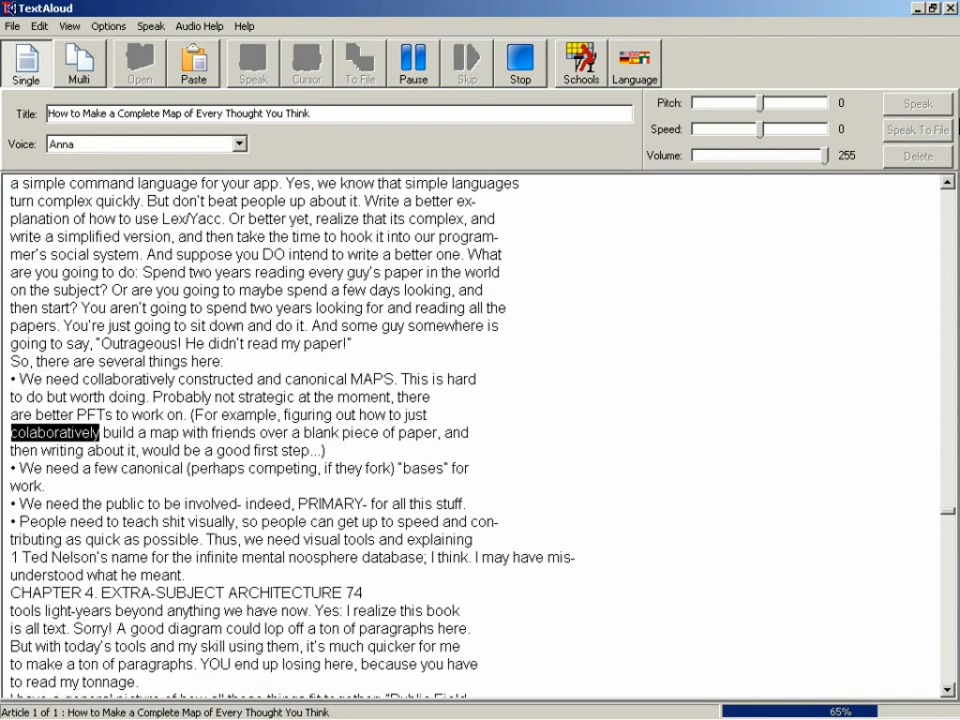 TextAloud
File Edit View Options Speak Audio Help Help
Single Multi Open Paste Speak Cursor To File Pause Skip Stop Schools Language
Title: How to Make a Complete Map of Every Thought You Think
Voice: Anna
Pitch: 0 Speak
Speed: 0 Speak To File
Volume: 255 Delete
a simple command language for your app. Yes, we know that simple languages
turn complex quickly. But don't beat people up about it. Write a better ex-
planation of how to use Lex/Yacc. Or better yet, realize that its complex, and
write a simplified version, and then take the time to hook it into our program-
mer's social system. And suppose you DO intend to write a better one. What
are you going to do: Spend two years reading every guy's paper in the world
on the subject? Or are you going to maybe spend a few days looking, and
then start? You aren't going to spend two years looking for and reading all the
papers. You're just going to sit down and do it. And some guy somewhere is
going to say, "Outrageous! He didn't read my paper!"
So, there are several things here:
• We need collaboratively constructed and canonical MAPS. This is hard
to do but worth doing. Probably not strategic at the moment, there
are better PFTs to work on. (For example, figuring out how to just
colaboratively build a map with friends over a blank piece of paper, and
then writing about it, would be a good first step...)
• We need a few canonical (perhaps competing, if they fork) "bases" for
work.
• We need the public to be involved- indeed, PRIMARY- for all this stuff.
• People need to teach shit visually, so people can get up to speed and con-
tributing as quick as possible. Thus, we need visual tools and explaining
1 Ted Nelson's name for the infinite mental noosphere database; I think. I may have mis-
understood what he meant.
CHAPTER 4. EXTRA-SUBJECT ARCHITECTURE 74
tools light-years beyond anything we have now. Yes: I realize this book
is all text. Sorry! A good diagram could lop off a ton of paragraphs here.
But with today's tools and my skill using them, it's much quicker for me
to make a ton of paragraphs. YOU end up losing here, because you have
to read my tonnage.
I have a general picture of how all these things fit together: "Public Field
Article 1 of 1 : How to Make a Complete Map of Every Thought You Think 65%